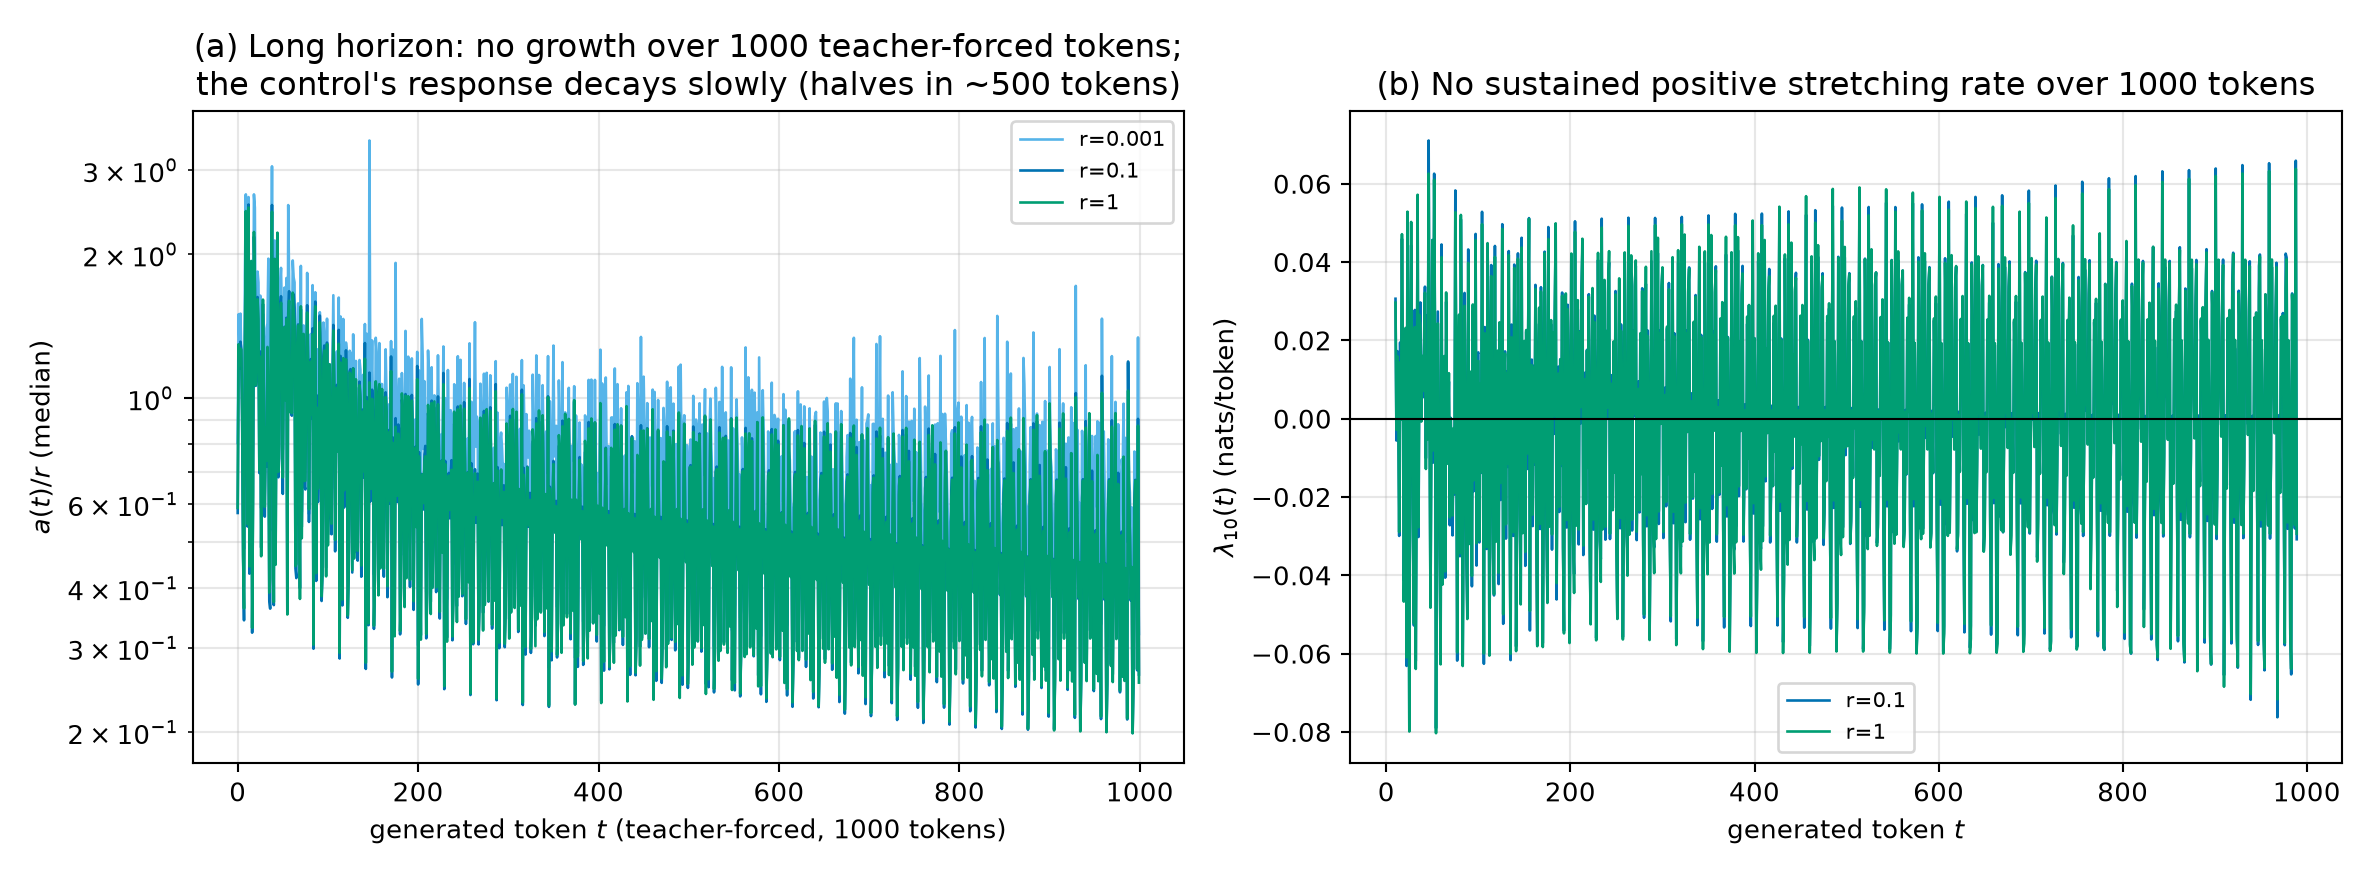 (a) Long horizon: no growth over 1000 teacher-forced tokens;
the control's response decays slowly (halves in ~500 tokens)
a(t)/r (median)
3 × 10⁰
2 × 10⁰
10⁰
6 × 10⁻¹
4 × 10⁻¹
3 × 10⁻¹
2 × 10⁻¹
r=0.001
r=0.1
r=1
0 200 400 600 800 1000
generated token t (teacher-forced, 1000 tokens)
(b) No sustained positive stretching rate over 1000 tokens
λ₁₀(t) (nats/token)
0.06
0.04
0.02
0.00
−0.02
−0.04
−0.06
−0.08
r=0.1
r=1
0 200 400 600 800 1000
generated token t